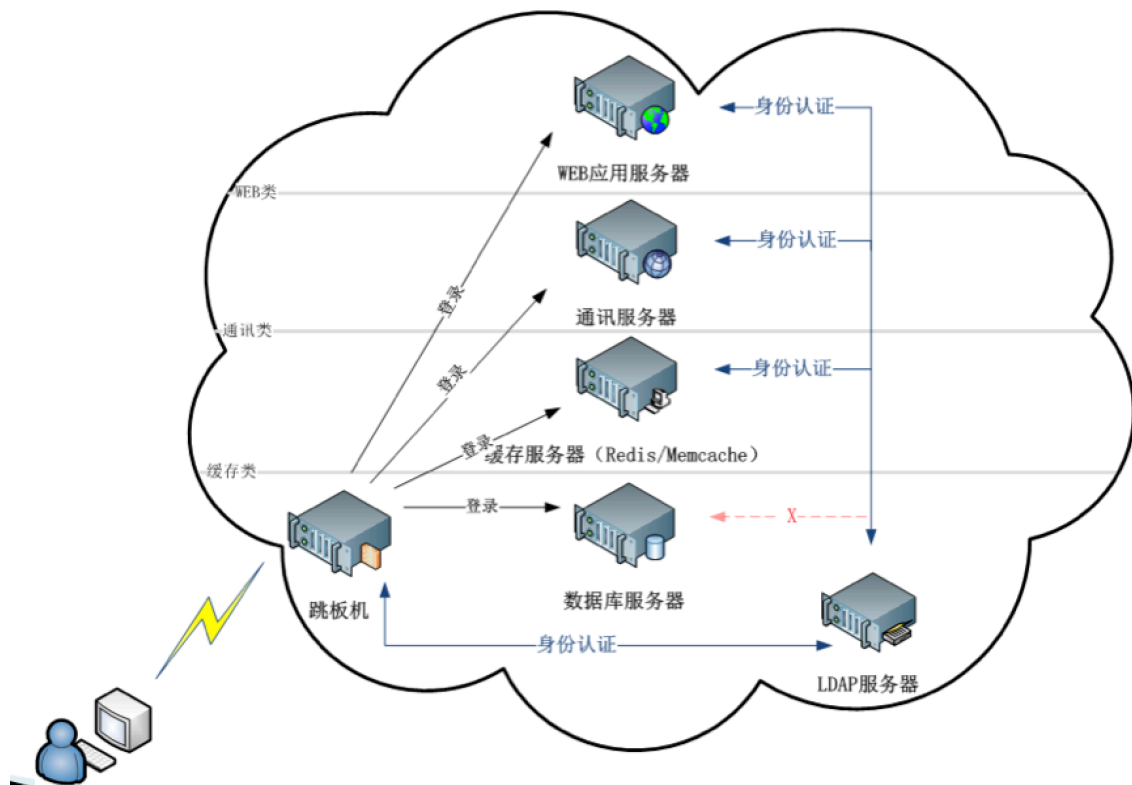 身份认证
WEB应用服务器
WEB类
身份认证
登录
通讯服务器
通讯类
身份认证
登录
登录
缓存服务器（Redis/Memcache）
缓存类
登录
X
数据库服务器
跳板机
身份认证
LDAP服务器